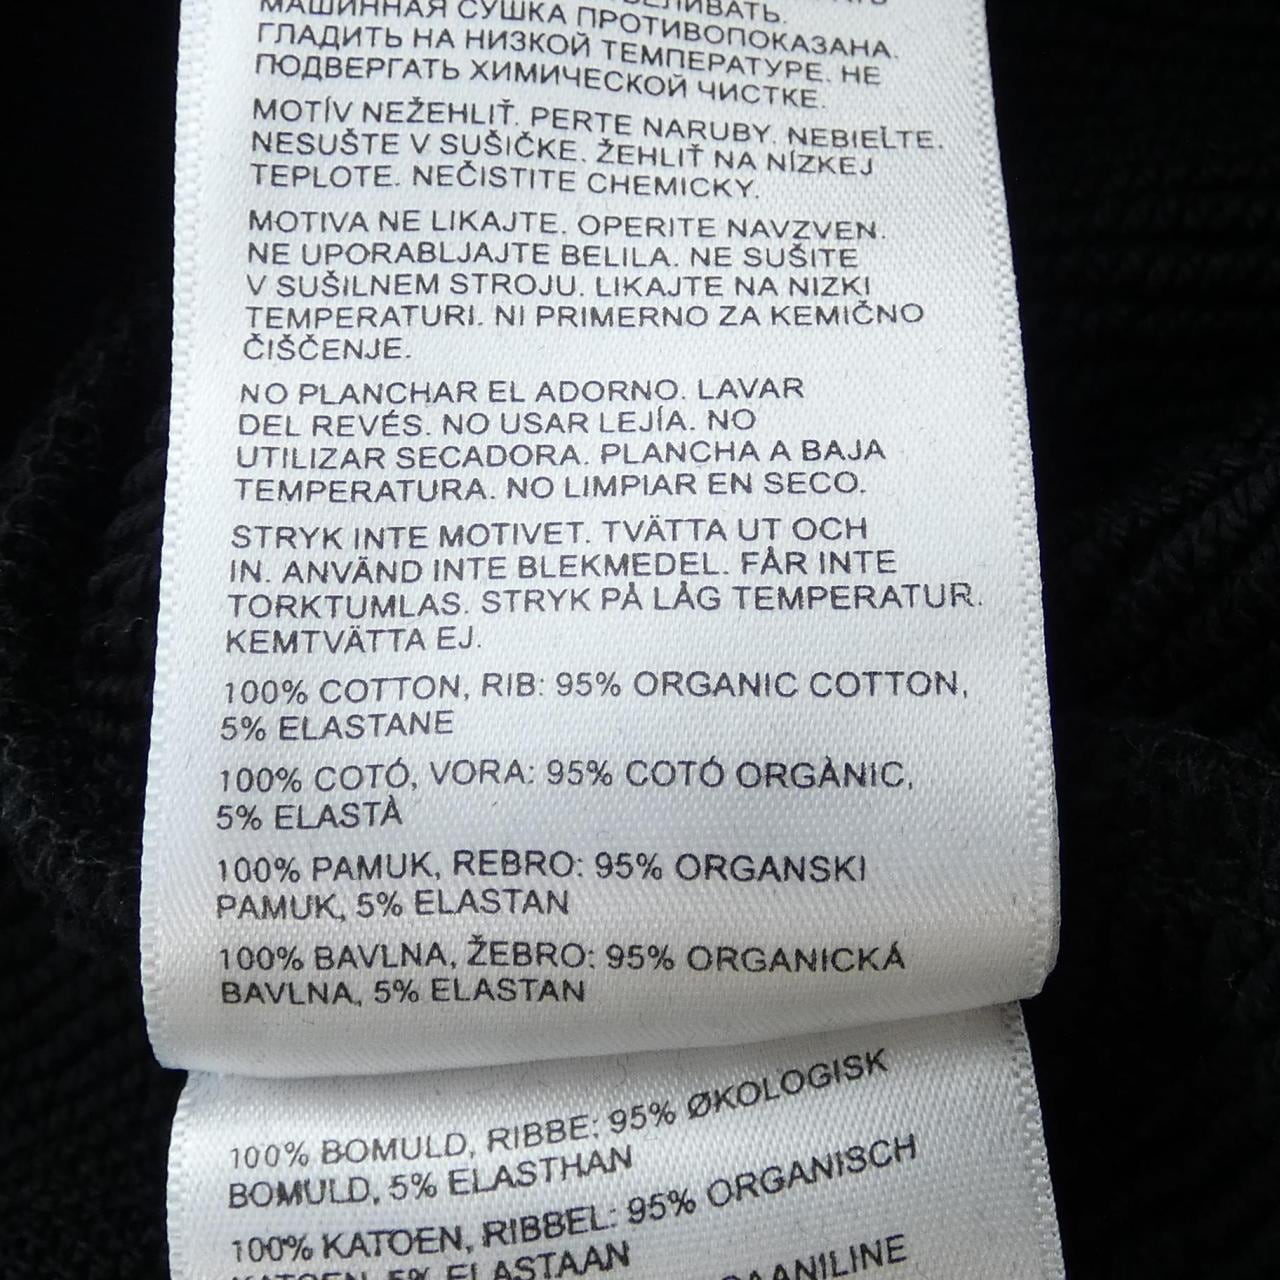 МАШИННАЯ СУШКА ПРОТИВОПОКАЗАНА.
ГЛАДИТЬ НА НИЗКОЙ ТЕМПЕРАТУРЕ. НЕ
ПОДВЕРГАТЬ ХИМИЧЕСКОЙ ЧИСТКЕ.
MOTÍV NEŽEHLIŤ. PERTE NARUBY. NEBIEĽTE.
NESUŠTE V SUŠIČKE. ŽEHLIŤ NA NÍZKEJ
TEPLOTE. NEČISTITE CHEMICKY.
MOTIVA NE LIKAJTE. OPERITE NAVZVEN.
NE UPORABLJAJTE BELILA. NE SUŠITE
V SUŠILNEM STROJU. LIKAJTE NA NIZKI
TEMPERATURI. NI PRIMERNO ZA KEMIČNO
ČIŠČENJE.
NO PLANCHAR EL ADORNO. LAVAR
DEL REVÉS. NO USAR LEJÍA. NO
UTILIZAR SECADORA. PLANCHA A BAJA
TEMPERATURA. NO LIMPIAR EN SECO.
STRYK INTE MOTIVET. TVÄTTA UT OCH
IN. ANVÄND INTE BLEKMEDEL. FÅR INTE
TORKTUMLAS. STRYK PÅ LÅG TEMPERATUR.
KEMTVÄTTA EJ.
100% COTTON, RIB: 95% ORGANIC COTTON,
5% ELASTANE
100% COTÓ, VORA: 95% COTÓ ORGÀNIC,
5% ELASTÀ
100% PAMUK, REBRO: 95% ORGANSKI
PAMUK, 5% ELASTAN
100% BAVLNA, ŽEBRO: 95% ORGANICKÁ
BAVLNA, 5% ELASTAN
100% BOMULD, RIBBE: 95% ØKOLOGISK
BOMULD, 5% ELASTHAN
100% KATOEN, RIBBEL: 95% ORGANISCH
KATOEN, 5% ELASTAAN